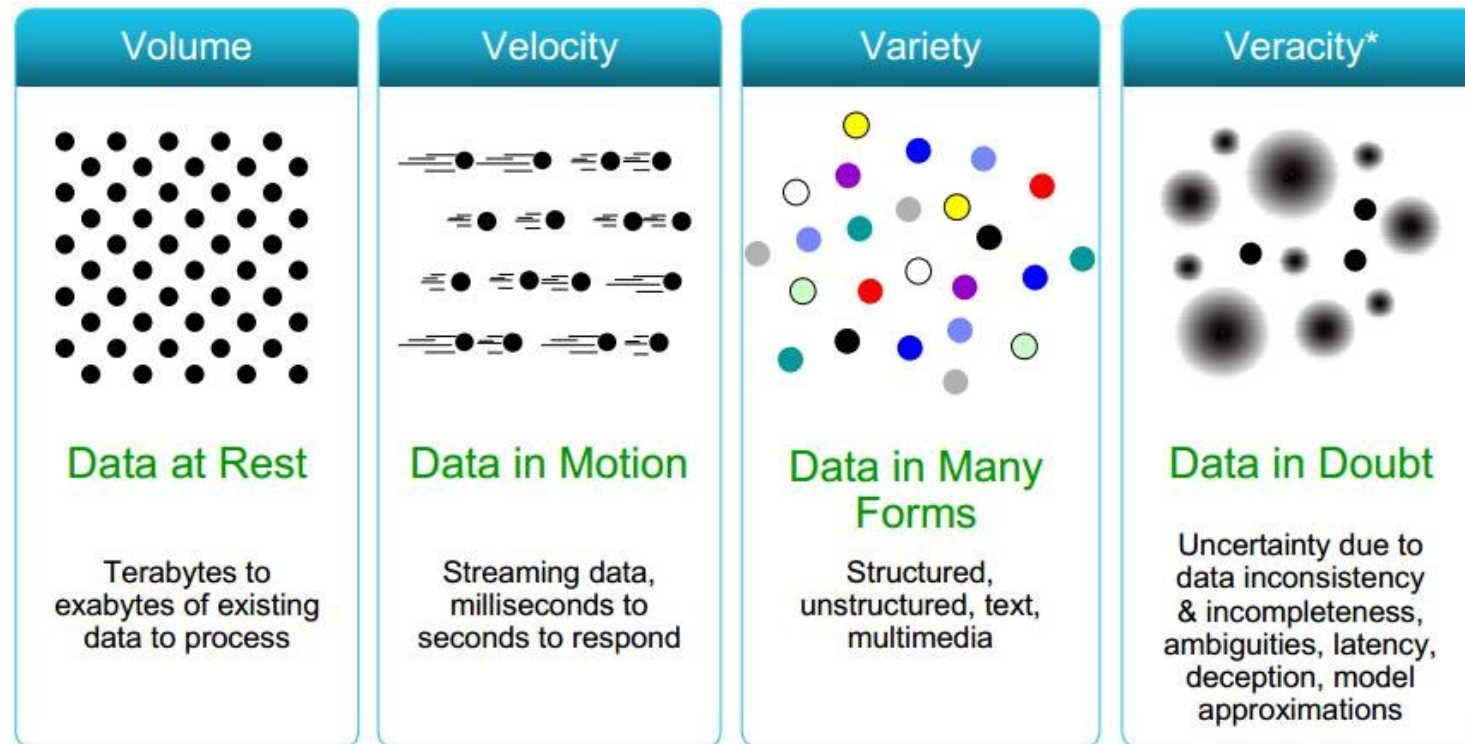 Volume
Data at Rest
Terabytes to
exabytes of existing
data to process
Velocity
Data in Motion
Streaming data,
milliseconds to
seconds to respond
Variety
Data in Many
Forms
Structured,
unstructured, text,
multimedia
Veracity*
Data in Doubt
Uncertainty due to
data inconsistency
& incompleteness,
ambiguities, latency,
deception, model
approximations